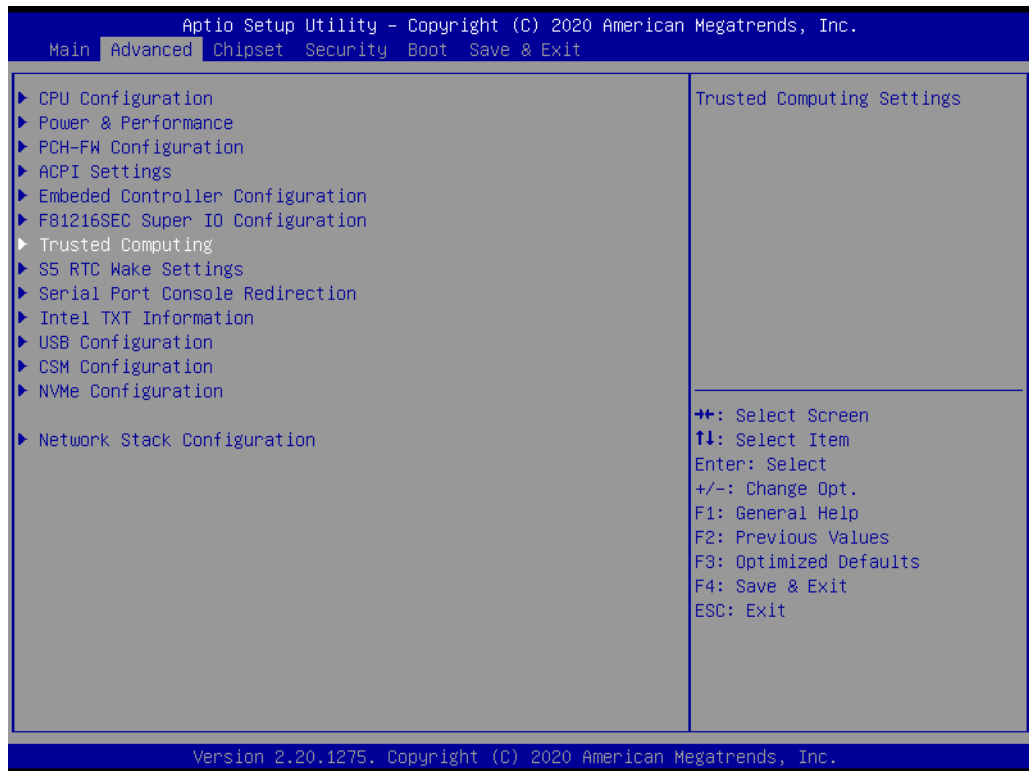 Aptio Setup Utility – Copyright (C) 2020 American Megatrends, Inc.
Main Advanced Chipset Security Boot Save & Exit
▶ CPU Configuration
▶ Power & Performance
▶ PCH-FW Configuration
▶ ACPI Settings
▶ Embeded Controller Configuration
▶ F81216SEC Super IO Configuration
▶ Trusted Computing
▶ S5 RTC Wake Settings
▶ Serial Port Console Redirection
▶ Intel TXT Information
▶ USB Configuration
▶ CSM Configuration
▶ NVMe Configuration
▶ Network Stack Configuration
Trusted Computing Settings
→←: Select Screen
↑↓: Select Item
Enter: Select
+/-: Change Opt.
F1: General Help
F2: Previous Values
F3: Optimized Defaults
F4: Save & Exit
ESC: Exit
Version 2.20.1275. Copyright (C) 2020 American Megatrends, Inc.